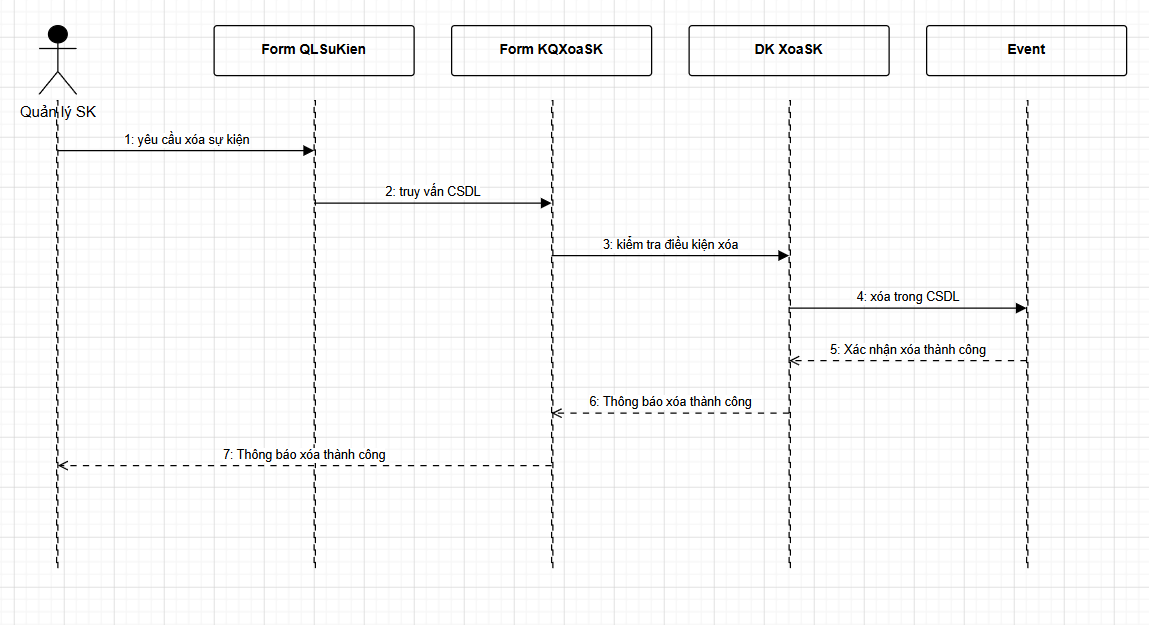 Form QLSuKien
Form KQXoaSK
DK XoaSK
Event
Quản lý SK
1: yêu cầu xóa sự kiện
2: truy vấn CSDL
3: kiểm tra điều kiện xóa
4: xóa trong CSDL
5: Xác nhận xóa thành công
6: Thông báo xóa thành công
7: Thông báo xóa thành công